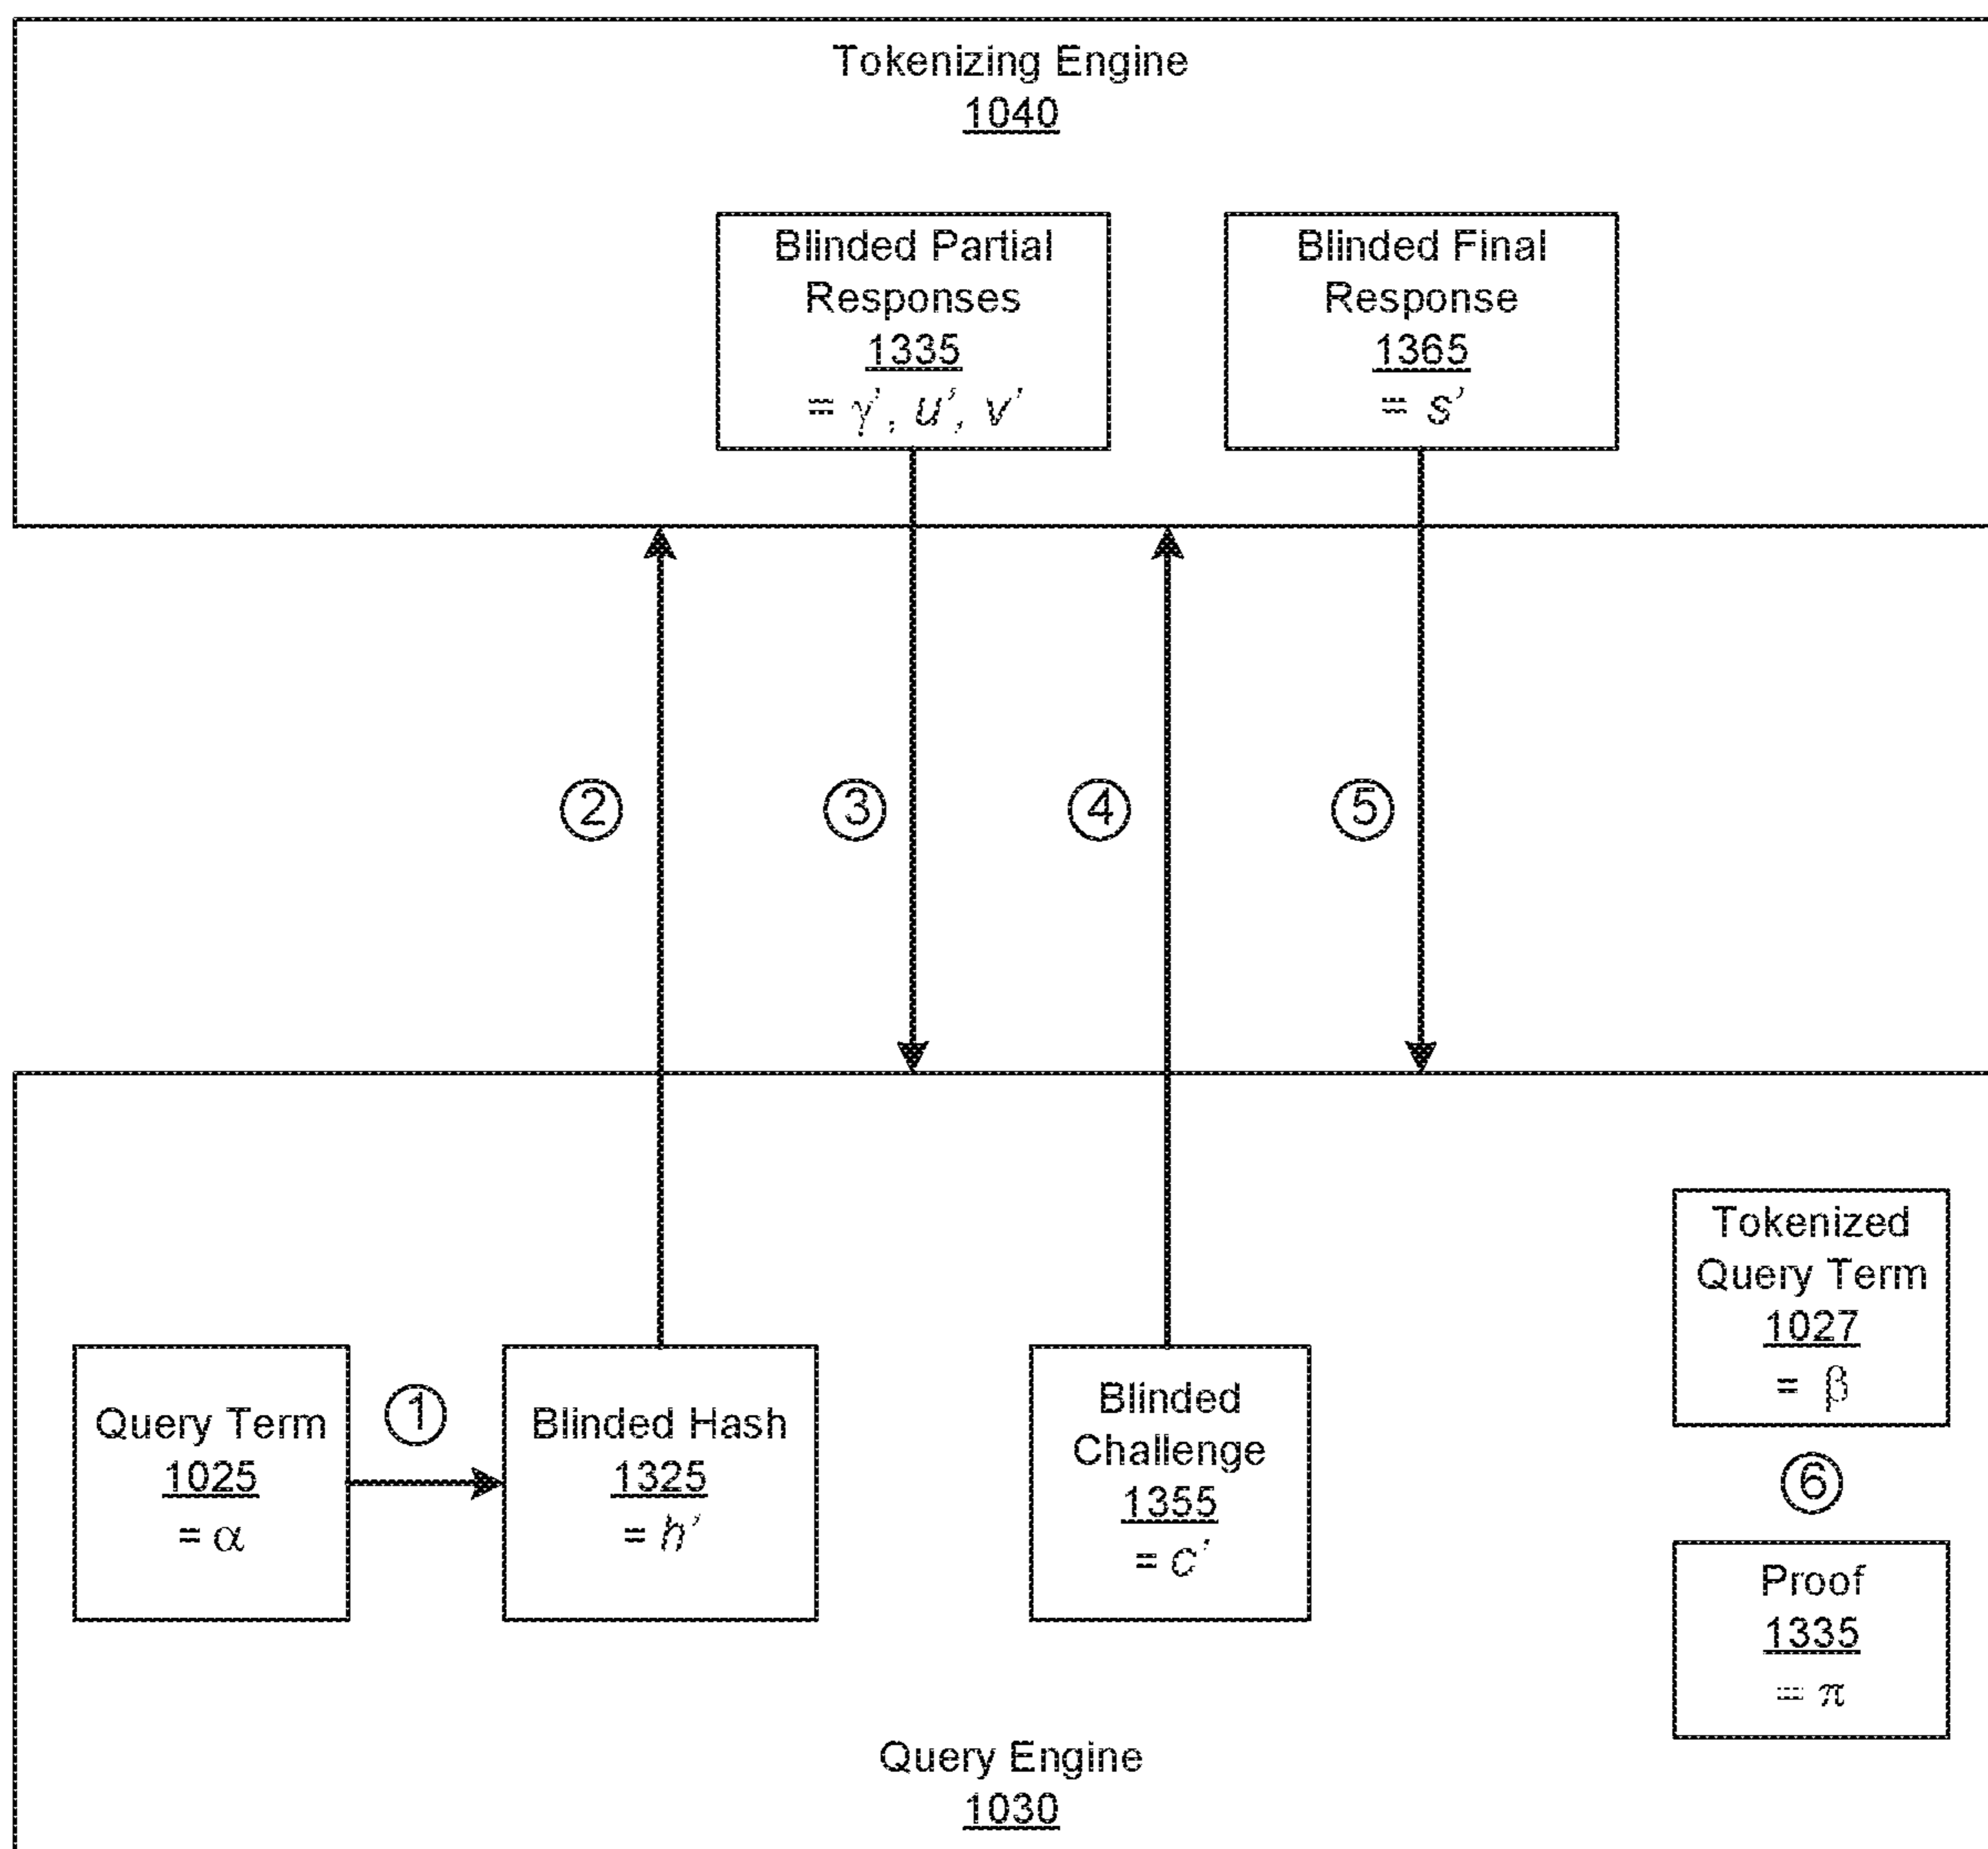 Tokenizing Engine
1040
Blinded Partial
Responses
1335
= γ', u', v'
Blinded Final
Response
1365
= s'
②
③
④
⑤
Query Term
1025
= α
①
Blinded Hash
1325
= h'
Blinded
Challenge
1355
= c'
Tokenized
Query Term
1027
= β
⑥
Proof
1335
= π
Query Engine
1030